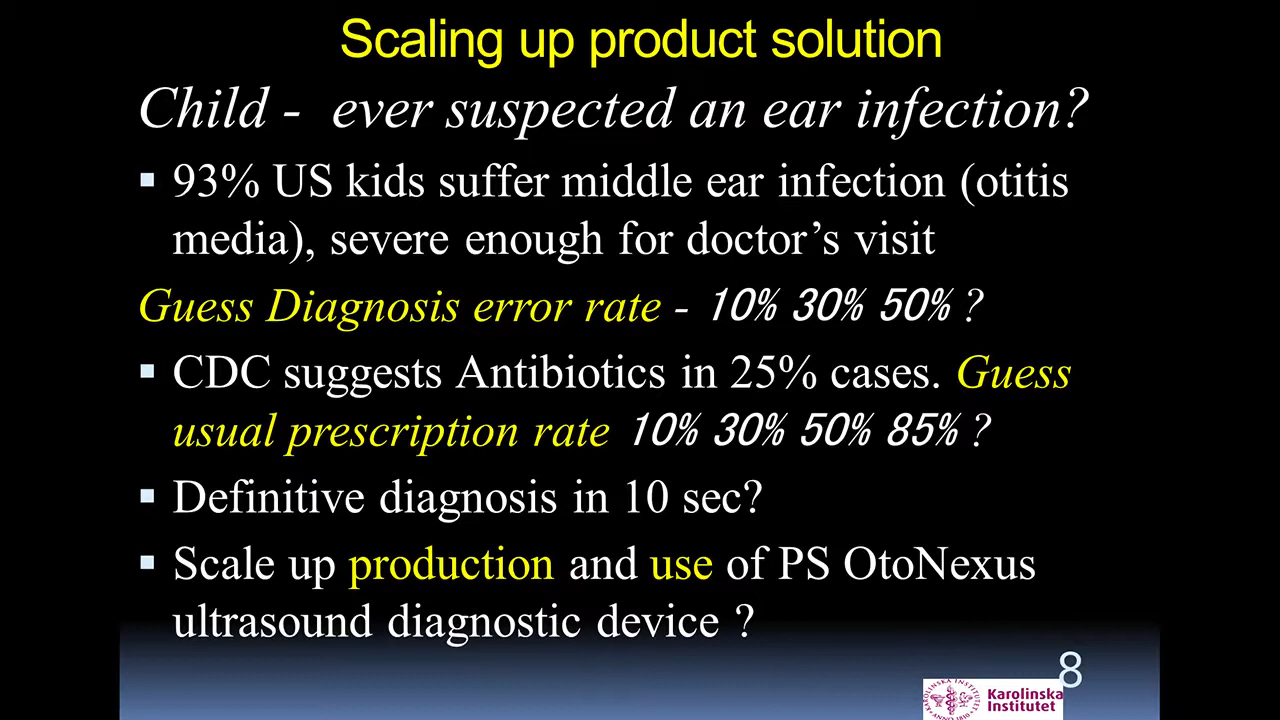 Scaling up product solution
Child - ever suspected an ear infection?
▪ 93% US kids suffer middle ear infection (otitis
media), severe enough for doctor’s visit
Guess Diagnosis error rate - 10% 30% 50% ?
▪ CDC suggests Antibiotics in 25% cases. Guess
usual prescription rate 10% 30% 50% 85% ?
▪ Definitive diagnosis in 10 sec?
▪ Scale up production and use of PS OtoNexus
ultrasound diagnostic device ?
8
Karolinska
Institutet